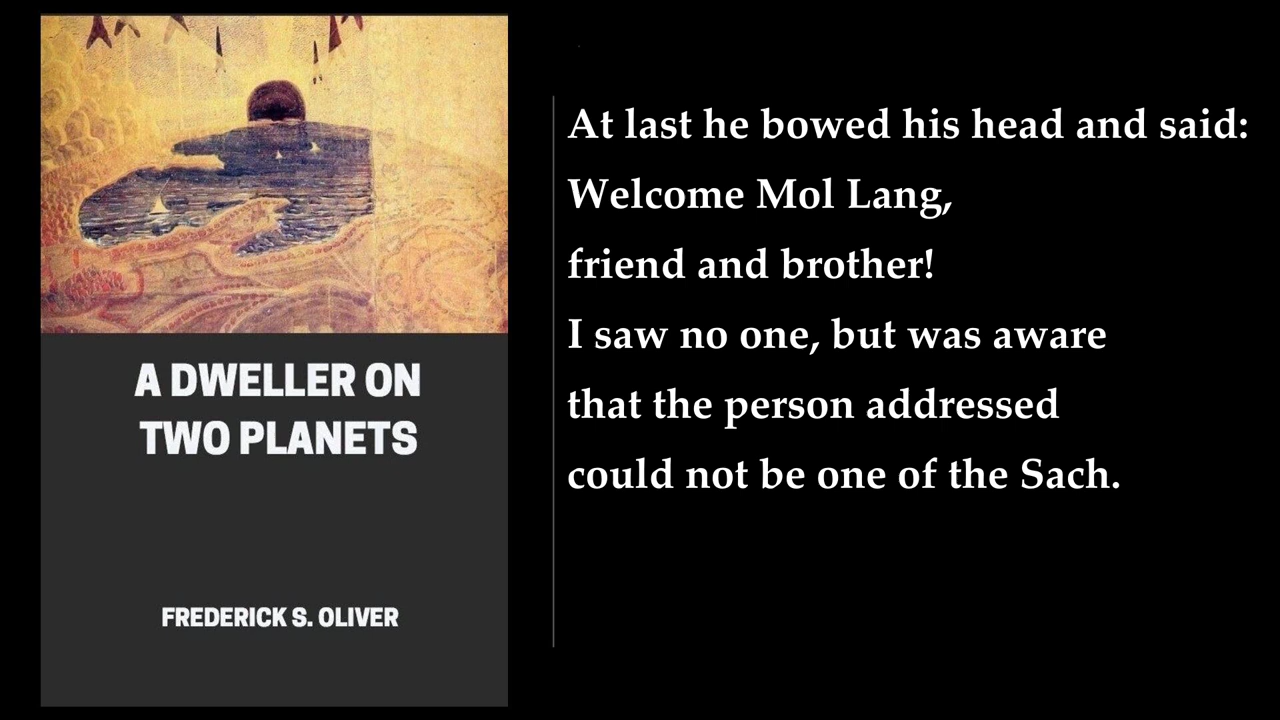 A DWELLER ON
TWO PLANETS
FREDERICK S. OLIVER
At last he bowed his head and said:
Welcome Mol Lang,
friend and brother!
I saw no one, but was aware
that the person addressed
could not be one of the Sach.